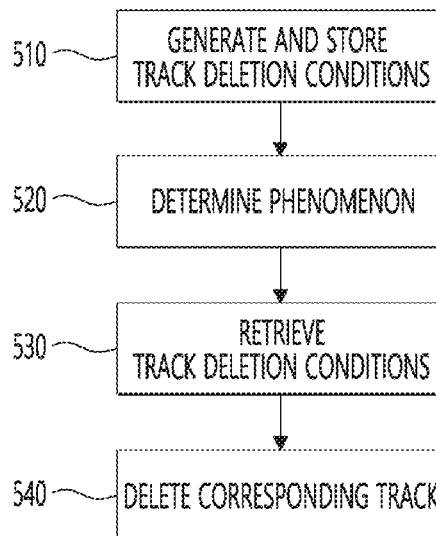 510
GENERATE AND STORE
TRACK DELETION CONDITIONS
520
DETERMINE PHENOMENON
530
RETRIEVE
TRACK DELETION CONDITIONS
540
DELETE CORRESPONDING TRACK